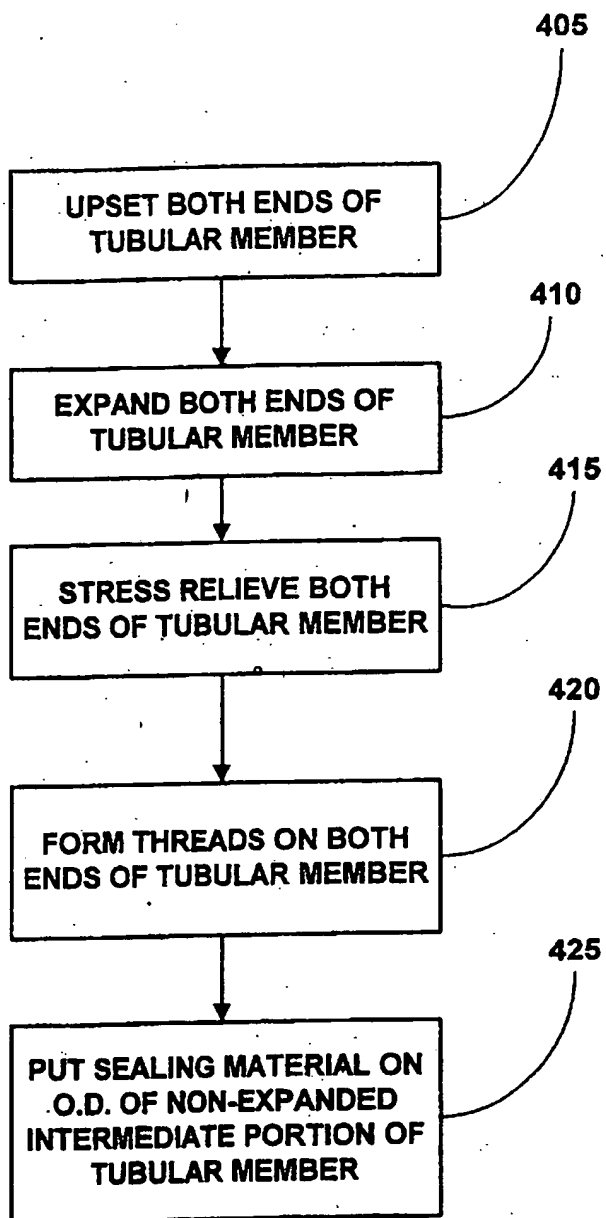 405
UPSET BOTH ENDS OF
TUBULAR MEMBER
410
EXPAND BOTH ENDS OF
TUBULAR MEMBER
415
STRESS RELIEVE BOTH
ENDS OF TUBULAR MEMBER
420
FORM THREADS ON BOTH
ENDS OF TUBULAR MEMBER
425
PUT SEALING MATERIAL ON
O.D. OF NON-EXPANDED
INTERMEDIATE PORTION OF
TUBULAR MEMBER